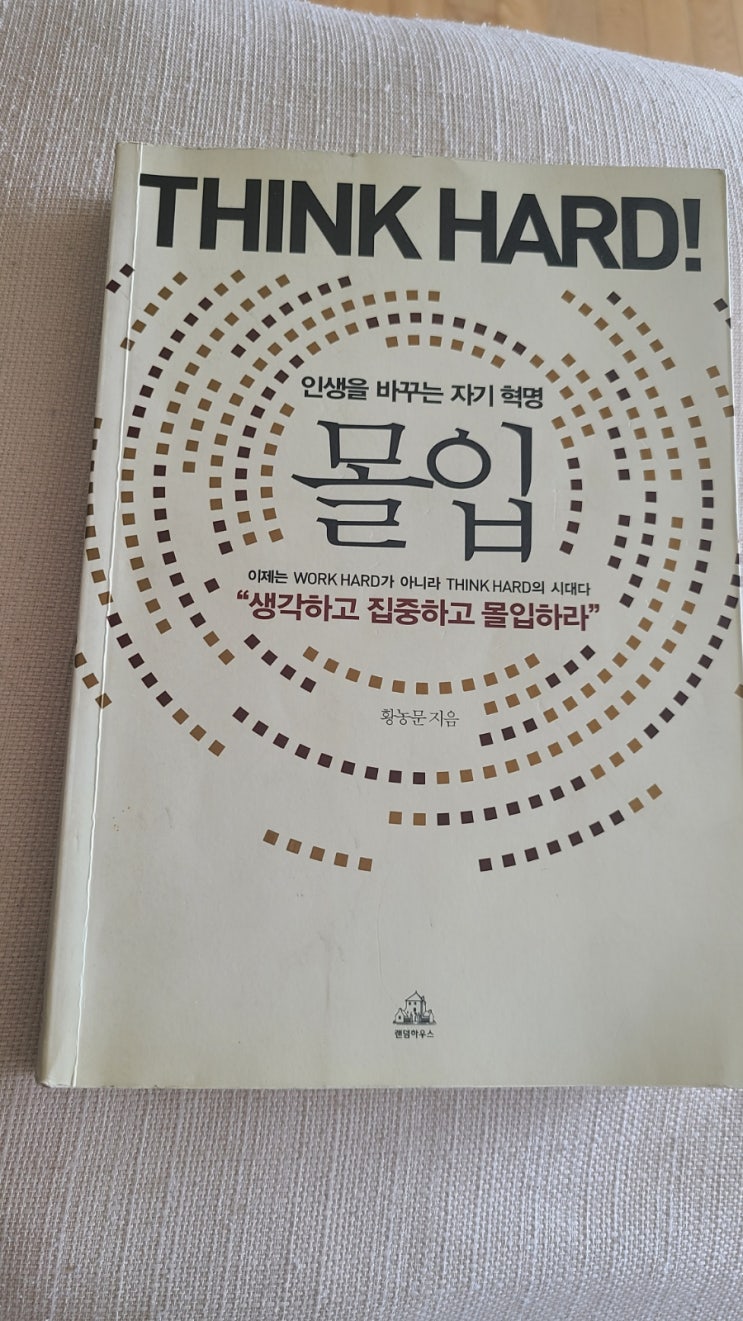 THINK HARD!
인생을 바꾸는 자기 혁명
몰입
이제는 WORK HARD가 아니라 THINK HARD의 시대다
“생각하고 집중하고 몰입하라”
황농문 지음
랜덤하우스